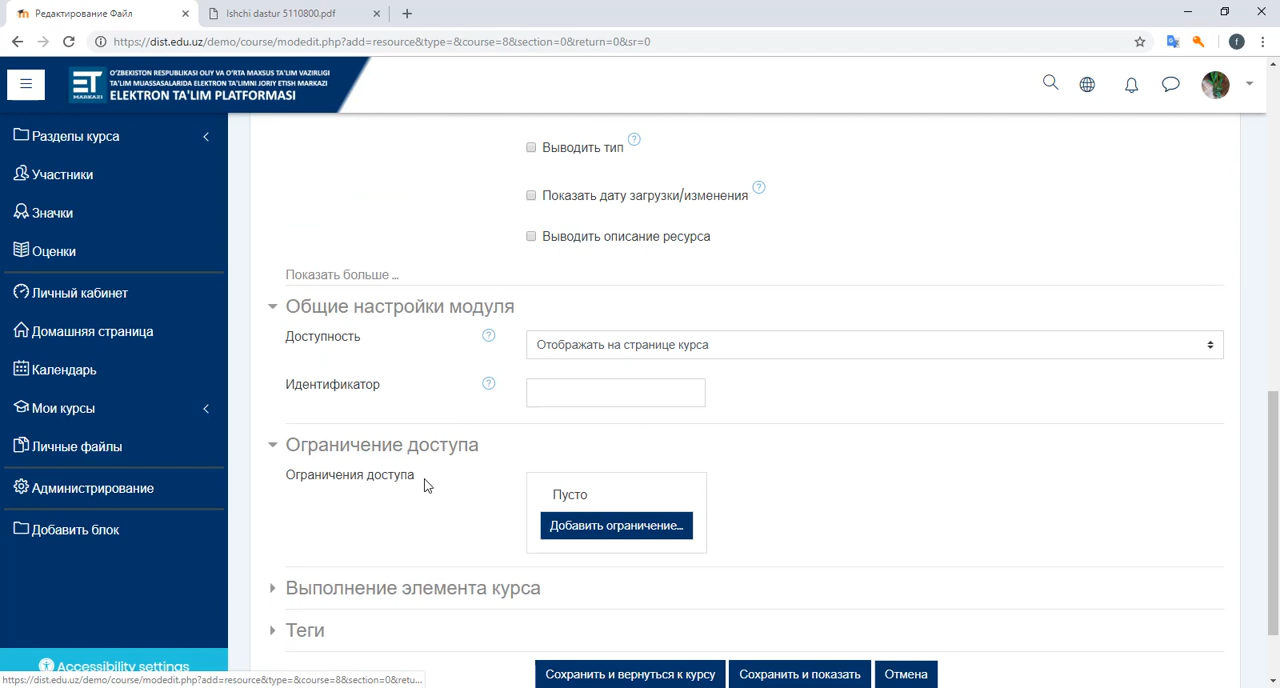 Редактирование Файл
Ishchi dastur 5110800.pdf
https://dist.edu.uz/demo/course/modedit.php?add=resource&type=&course=8&section=0&return=0&sr=0
f
ET
MARKAZI
O'ZBEKISTON RESPUBLIKASI OLIY VA O'RTA MAXSUS TA'LIM VAZIRLIGI
TA'LIM MUASSASALARIDA ELEKTRON TA'LIMNI JORIY ETISH MARKAZI
ELEKTRON TA'LIM PLATFORMASI
Разделы курса
Участники
Значки
Оценки
Личный кабинет
Домашняя страница
Календарь
Мои курсы
Личные файлы
Администрирование
Добавить блок
Accessibility settings
Выводить тип ?
Показать дату загрузки/изменения ?
Выводить описание ресурса
Показать больше ...
Общие настройки модуля
Доступность ? Отображать на странице курса
Идентификатор ?
Ограничение доступа
Ограничения доступа
Пусто
Добавить ограничение...
Выполнение элемента курса
Теги
Сохранить и вернуться к курсу Сохранить и показать Отмена
https://dist.edu.uz/demo/course/modedit.php?add=resource&type=&course=8&section=0&retu...